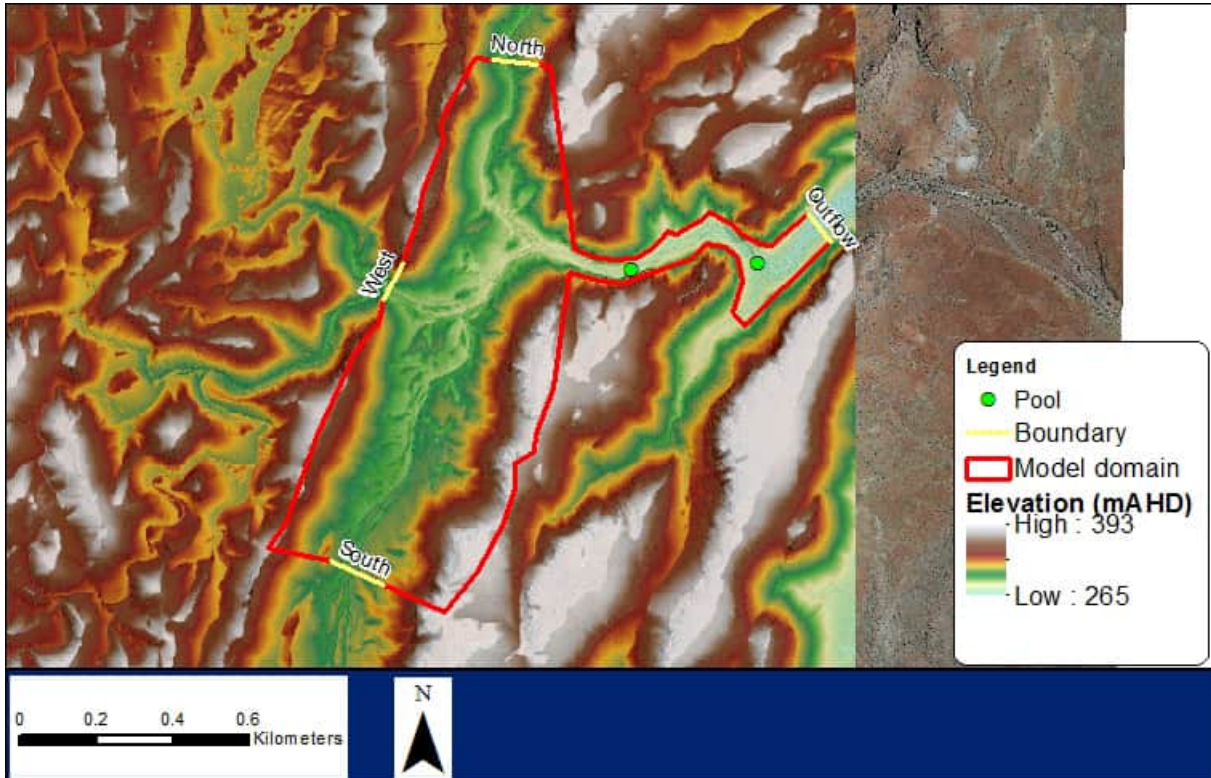 North
Outflow
West
South
Legend
Pool
Boundary
Model domain
Elevation (mAHD)
High : 393
Low : 265
0 0.2 0.4 0.6
Kilometers
N